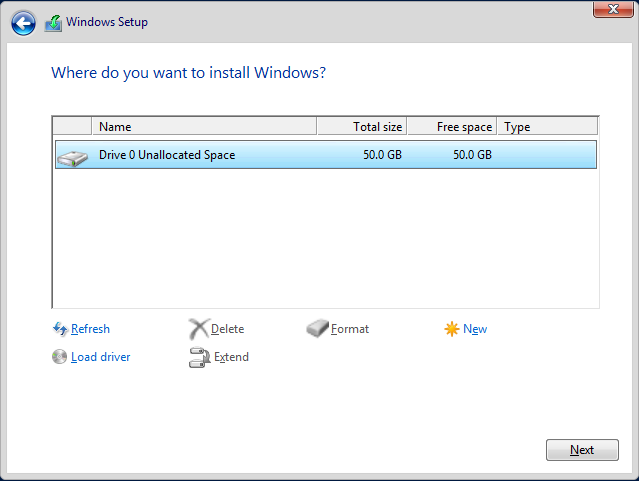 Windows Setup
Where do you want to install Windows?
Name Total size Free space Type
Drive 0 Unallocated Space 50.0 GB 50.0 GB
Refresh Delete Format New
Load driver Extend
Next